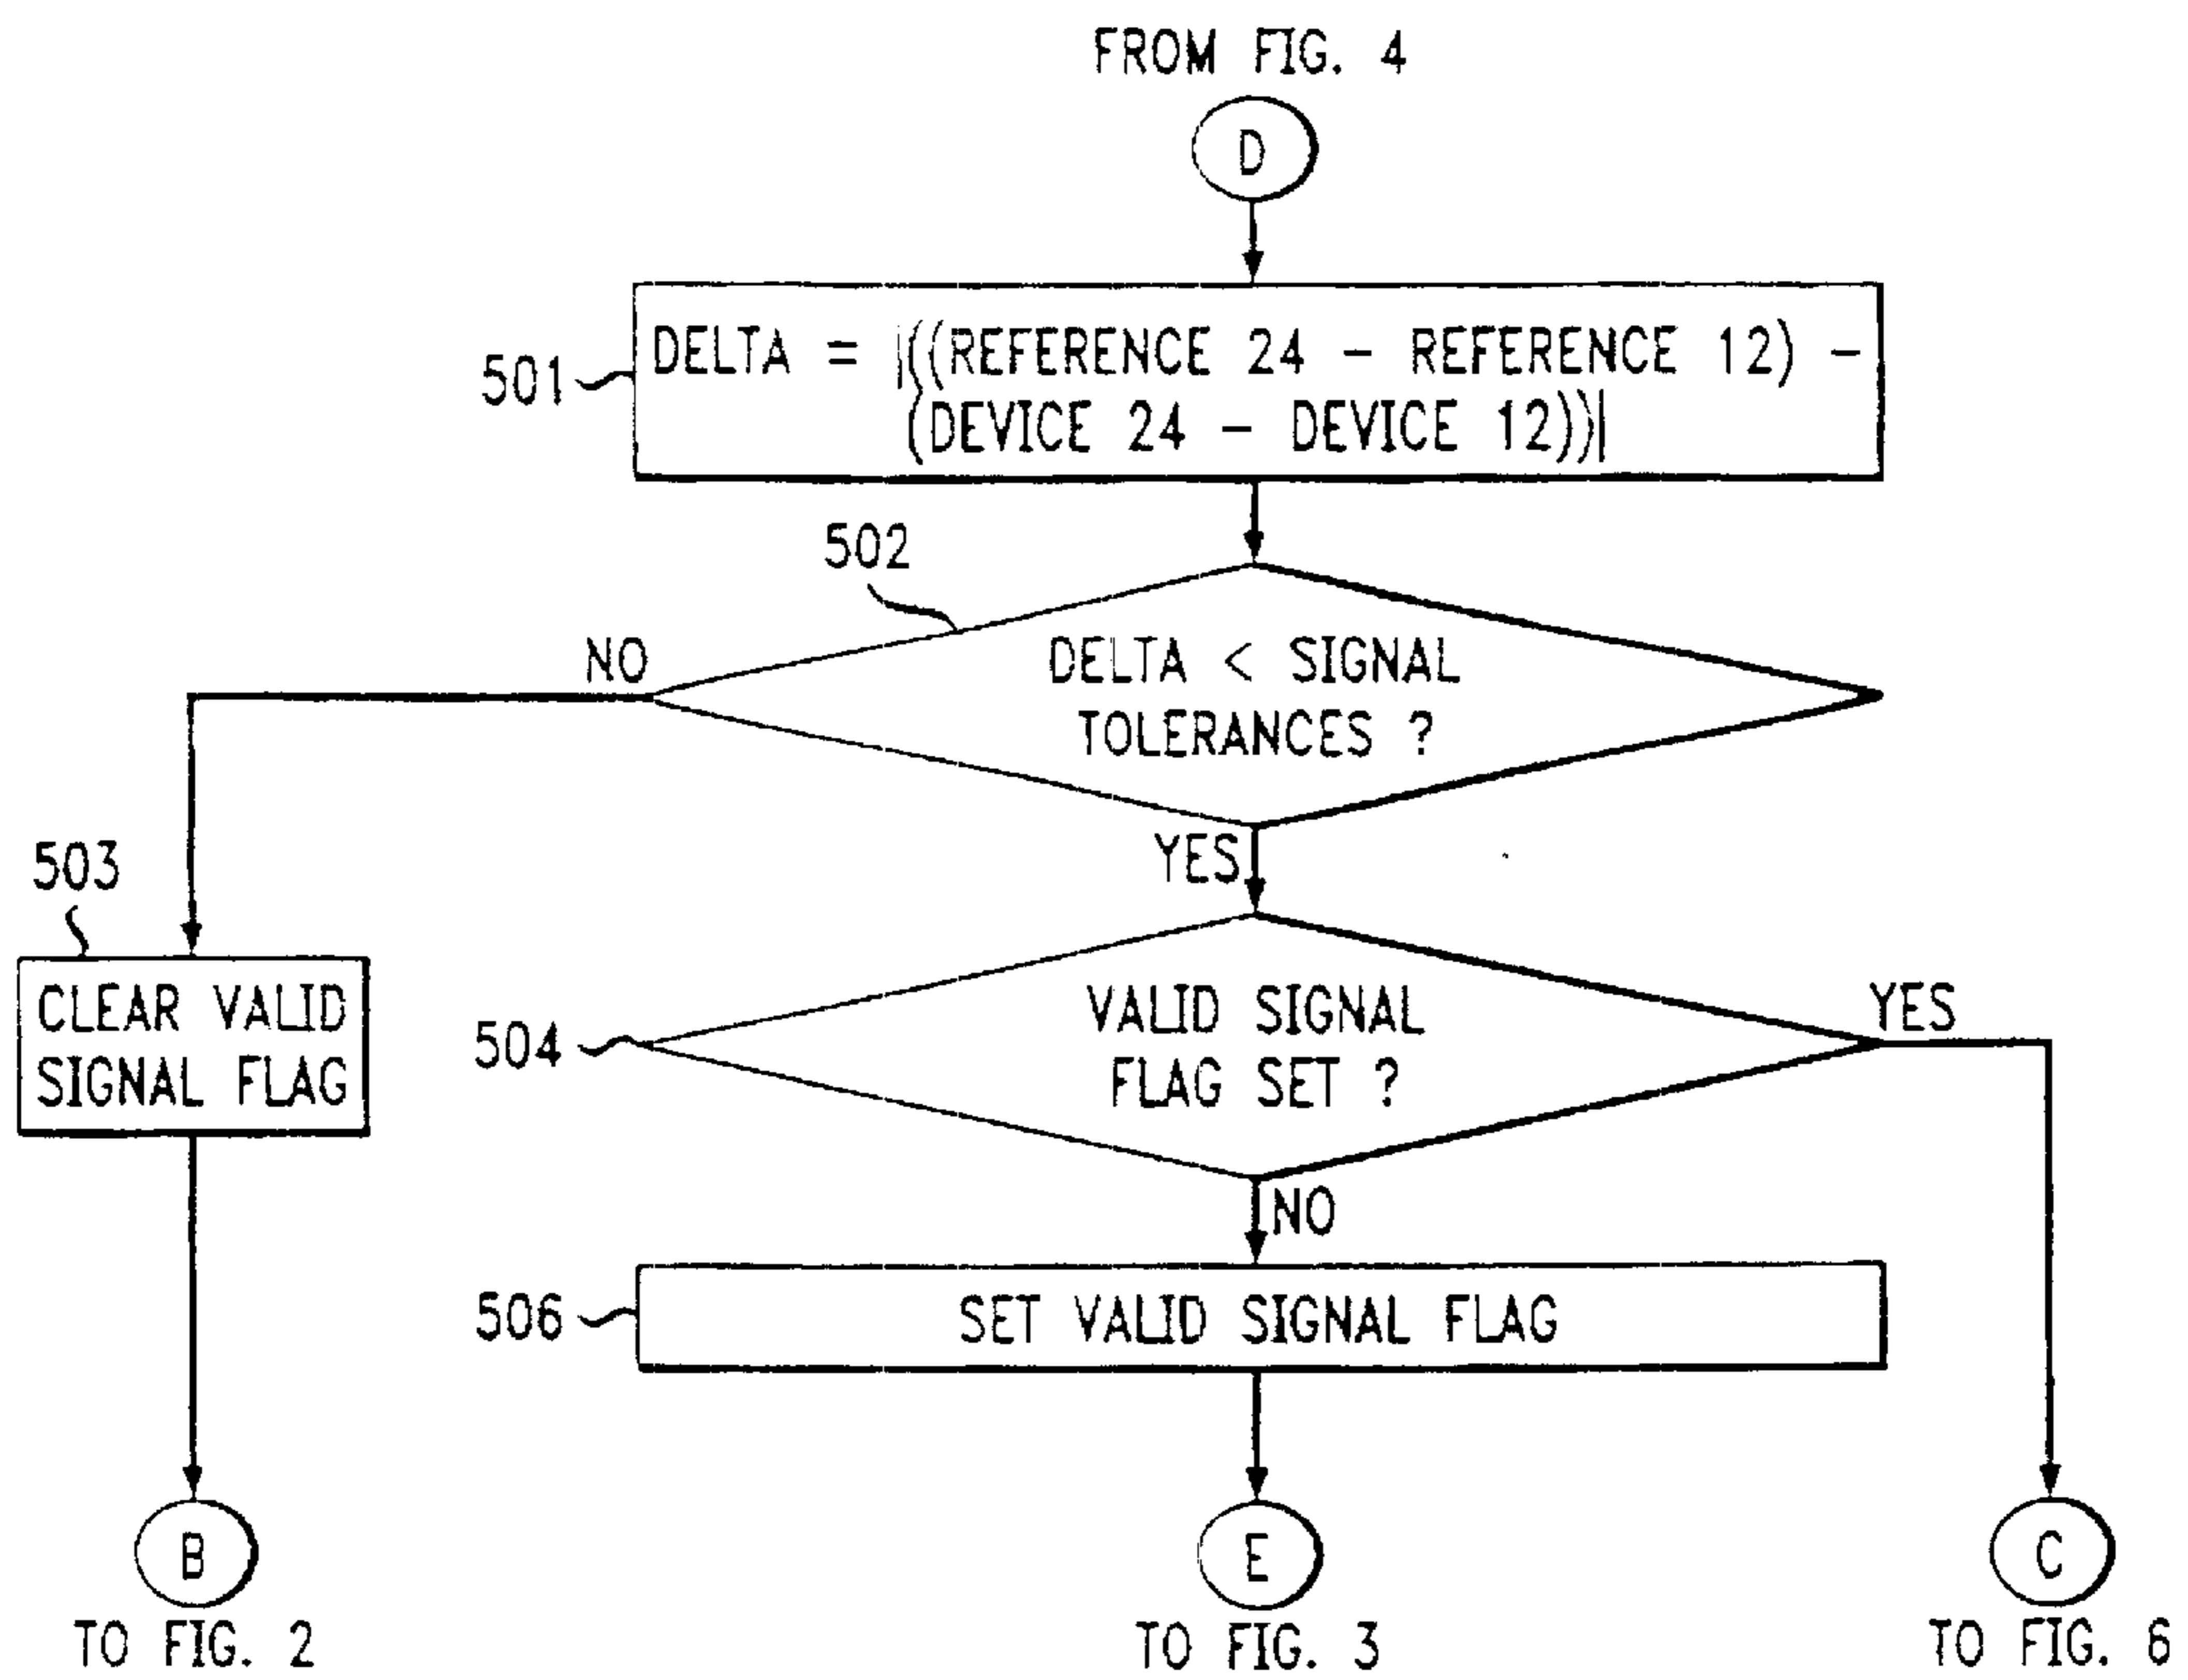 FROM FIG. 4
D
501
DELTA = |((REFERENCE 24 - REFERENCE 12) -
(DEVICE 24 - DEVICE 12))|
502
NO
DELTA < SIGNAL
TOLERANCES ?
YES
503
CLEAR VALID
SIGNAL FLAG
504
VALID SIGNAL
FLAG SET ?
YES
NO
506
SET VALID SIGNAL FLAG
B
TO FIG. 2
E
TO FIG. 3
C
TO FIG. 6